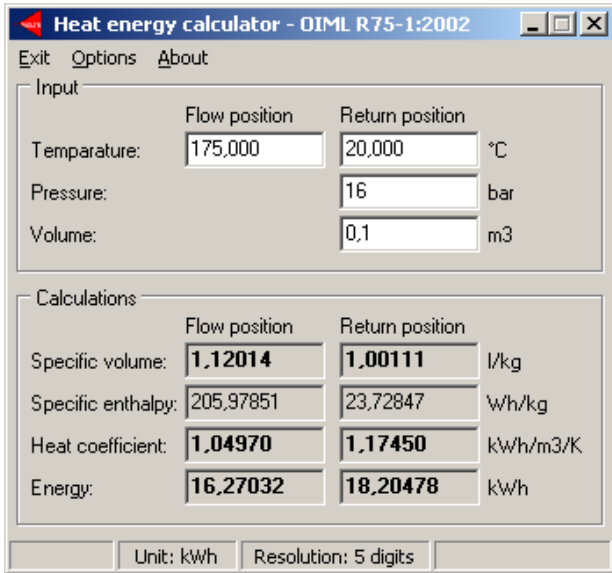 Heat energy calculator - OIML R75-1:2002
Exit Options About
Input
Flow position Return position
Temparature: 175,000 20,000 °C
Pressure: 16 bar
Volume: 0,1 m3
Calculations
Flow position Return position
Specific volume: 1,12014 1,00111 l/kg
Specific enthalpy: 205,97851 23,72847 Wh/kg
Heat coefficient: 1,04970 1,17450 kWh/m3/K
Energy: 16,27032 18,20478 kWh
Unit: kWh Resolution: 5 digits